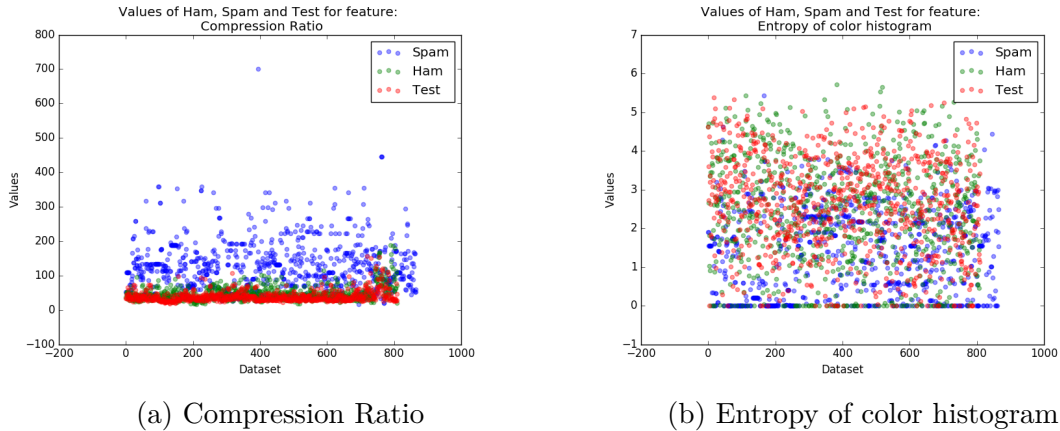 Values of Ham, Spam and Test for feature:
Compression Ratio
800
700
600
500
400
300
200
100
0
−100
Values
−200
0
200
400
600
800
1000
Dataset
Spam
Ham
Test
(a) Compression Ratio
Values of Ham, Spam and Test for feature:
Entropy of color histogram
7
6
5
4
3
2
1
0
−1
Values
−200
0
200
400
600
800
1000
Dataset
Spam
Ham
Test
(b) Entropy of color histogram